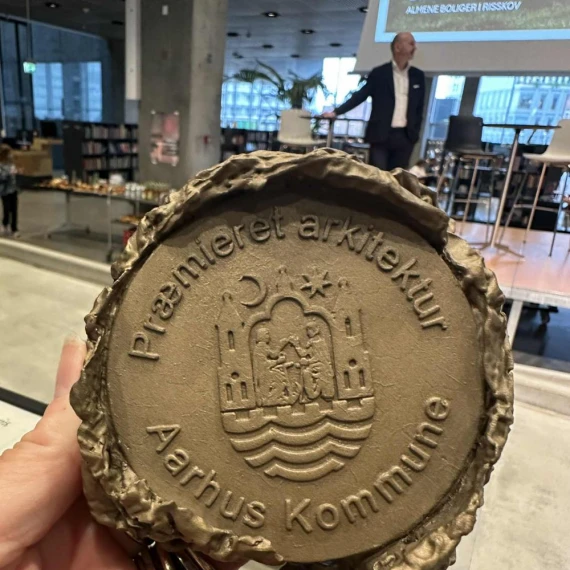 ALMENE BOLIGER I RISSKOV
Præmieret arkitektur
Aarhus Kommune